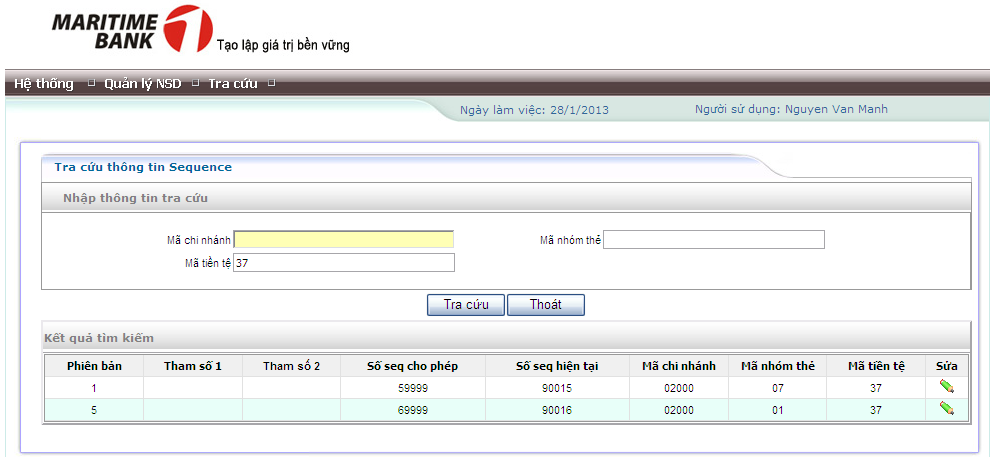 MARITIME
BANK
Tạo lập giá trị bền vững
Hệ thống Quản lý NSD Tra cứu
Ngày làm việc: 28/1/2013 Người sử dụng: Nguyen Van Manh
Tra cứu thông tin Sequence
Nhập thông tin tra cứu
Mã chi nhánh Mã nhóm thẻ
Mã tiền tệ 37
Tra cứu Thoát
Kết quả tìm kiếm
Phiên bản Tham số 1 Tham số 2 Số seq cho phép Số seq hiện tại Mã chi nhánh Mã nhóm thẻ Mã tiền tệ Sửa
1 59999 90015 02000 07 37
5 69999 90016 02000 01 37